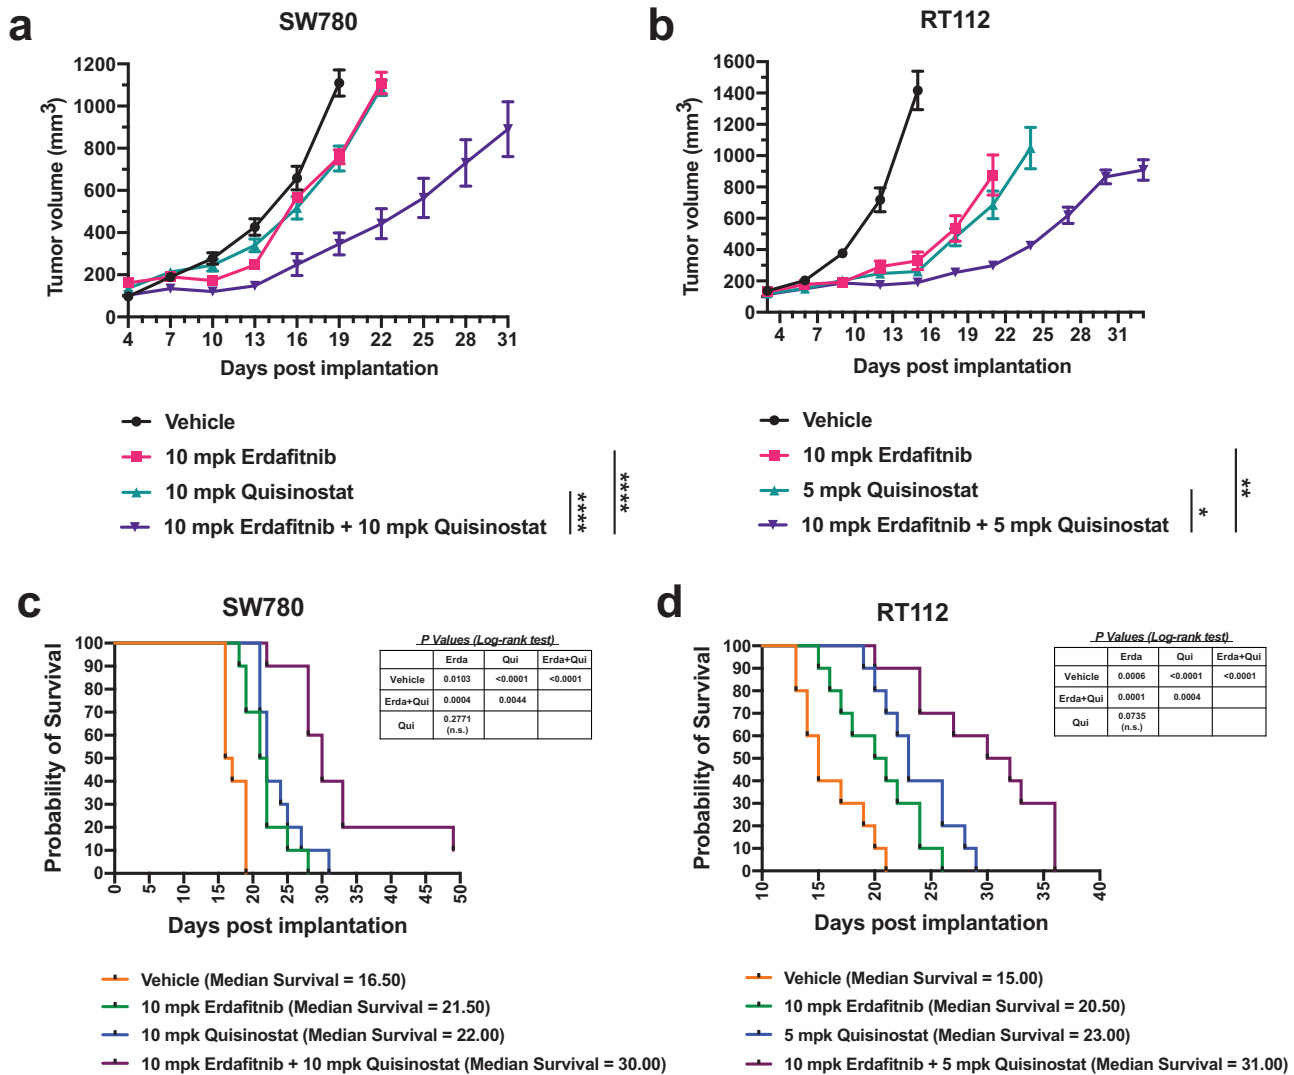 a
SW780
1200
1000
800
600
400
200
0
Tumor volume (mm3)
4 7 10 13 16 19 22 25 28 31
Days post implantation
Vehicle
10 mpk Erdafitnib
10 mpk Quisinostat
10 mpk Erdafitnib + 10 mpk Quisinostat
****
****
b
RT112
1600
1400
1200
1000
800
600
400
200
0
Tumor volume (mm3)
4 7 10 13 16 19 22 25 28 31
Days post implantation
Vehicle
10 mpk Erdafitnib
5 mpk Quisinostat
10 mpk Erdafitnib + 5 mpk Quisinostat
*
**
c
SW780
100
90
80
70
60
50
40
30
20
10
0
Probability of Survival
0 5 10 15 20 25 30 35 40 45 50
Days post implantation
P Values (Log-rank test)
Erda Qui Erda+Qui
Vehicle 0.0103 <0.0001 <0.0001
Erda+Qui 0.0004 0.0044
Qui 0.2771
(n.s.)
Vehicle (Median Survival = 16.50)
10 mpk Erdafitnib (Median Survival = 21.50)
10 mpk Quisinostat (Median Survival = 22.00)
10 mpk Erdafitnib + 10 mpk Quisinostat (Median Survival = 30.00)
d
RT112
100
90
80
70
60
50
40
30
20
10
0
Probability of Survival
10 15 20 25 30 35 40
Days post implantation
P Values (Log-rank test)
Erda Qui Erda+Qui
Vehicle 0.0006 <0.0001 <0.0001
Erda+Qui 0.0001 0.0004
Qui 0.0735
(n.s.)
Vehicle (Median Survival = 15.00)
10 mpk Erdafitnib (Median Survival = 20.50)
5 mpk Quisinostat (Median Survival = 23.00)
10 mpk Erdafitnib + 5 mpk Quisinostat (Median Survival = 31.00)